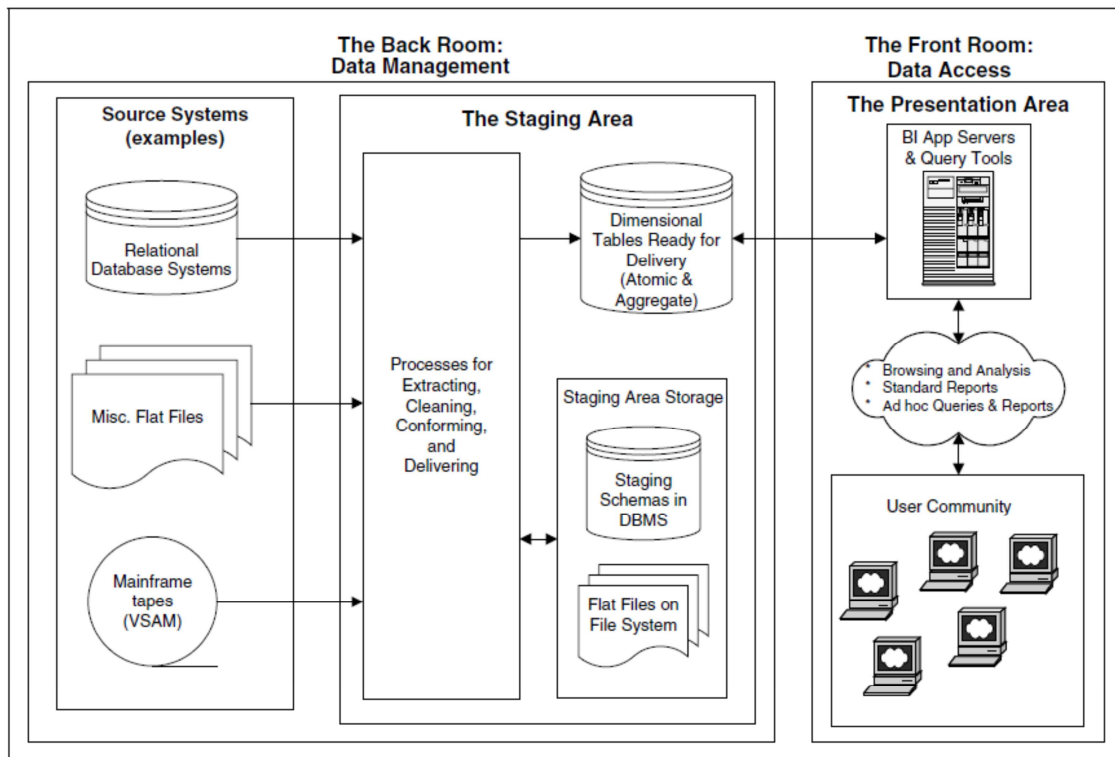 The Back Room:
Data Management
The Front Room:
Data Access
Source Systems
(examples)
Relational
Database Systems
Misc. Flat Files
Mainframe
tapes
(VSAM)
The Staging Area
Processes for
Extracting,
Cleaning,
Conforming,
and
Delivering
Dimensional
Tables Ready for
Delivery
(Atomic &
Aggregate)
Staging Area Storage
Staging
Schemas in
DBMS
Flat Files on
File System
The Presentation Area
BI App Servers
& Query Tools
* Browsing and Analysis
* Standard Reports
* Ad hoc Queries & Reports
User Community